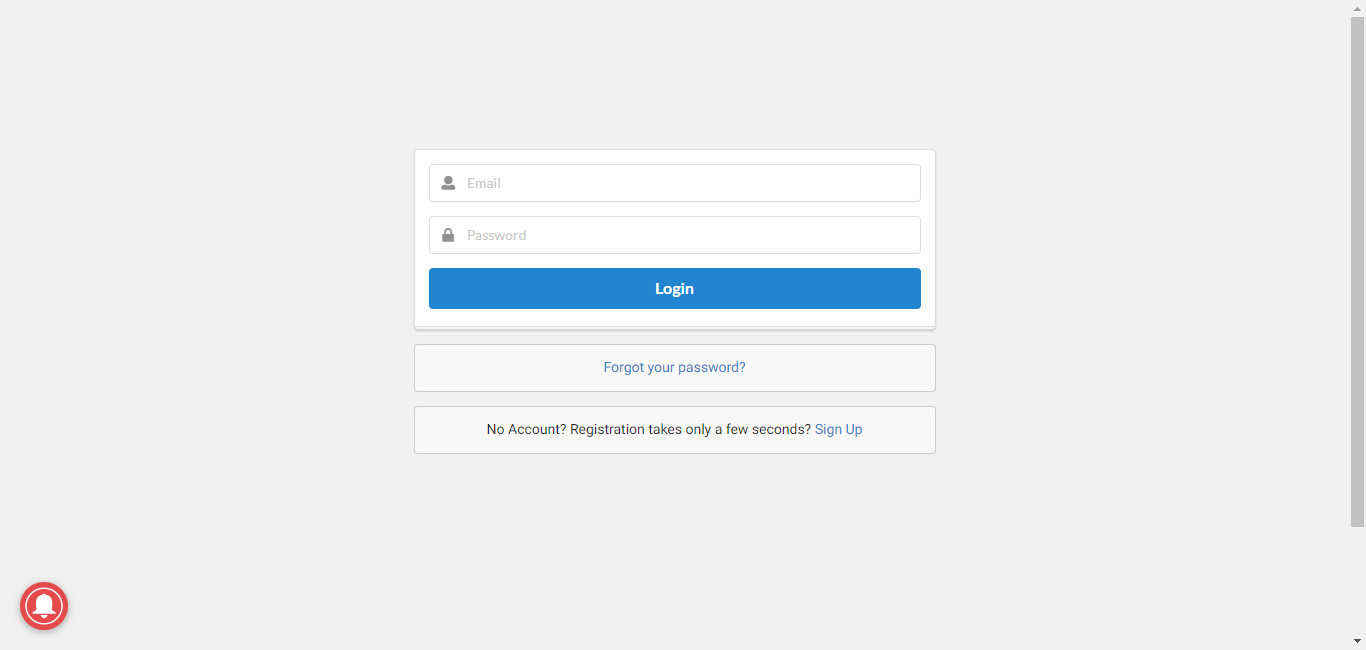 Email
Password
Login
Forgot your password?
No Account? Registration takes only a few seconds? Sign Up